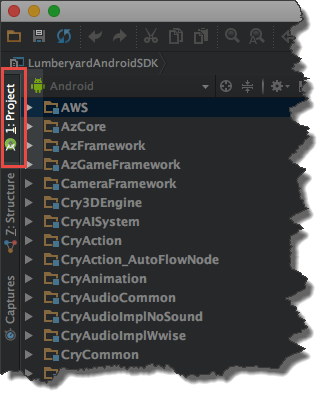 LumberyardAndroidSDK
Android
1: Project
Z: Structure
Captures
AWS
AzCore
AzFramework
AzGameFramework
CameraFramework
Cry3DEngine
CryAISystem
CryAction
CryAction_AutoFlowNode
CryAnimation
CryAudioCommon
CryAudioImplNoSound
CryAudioImplWwise
CryCommon